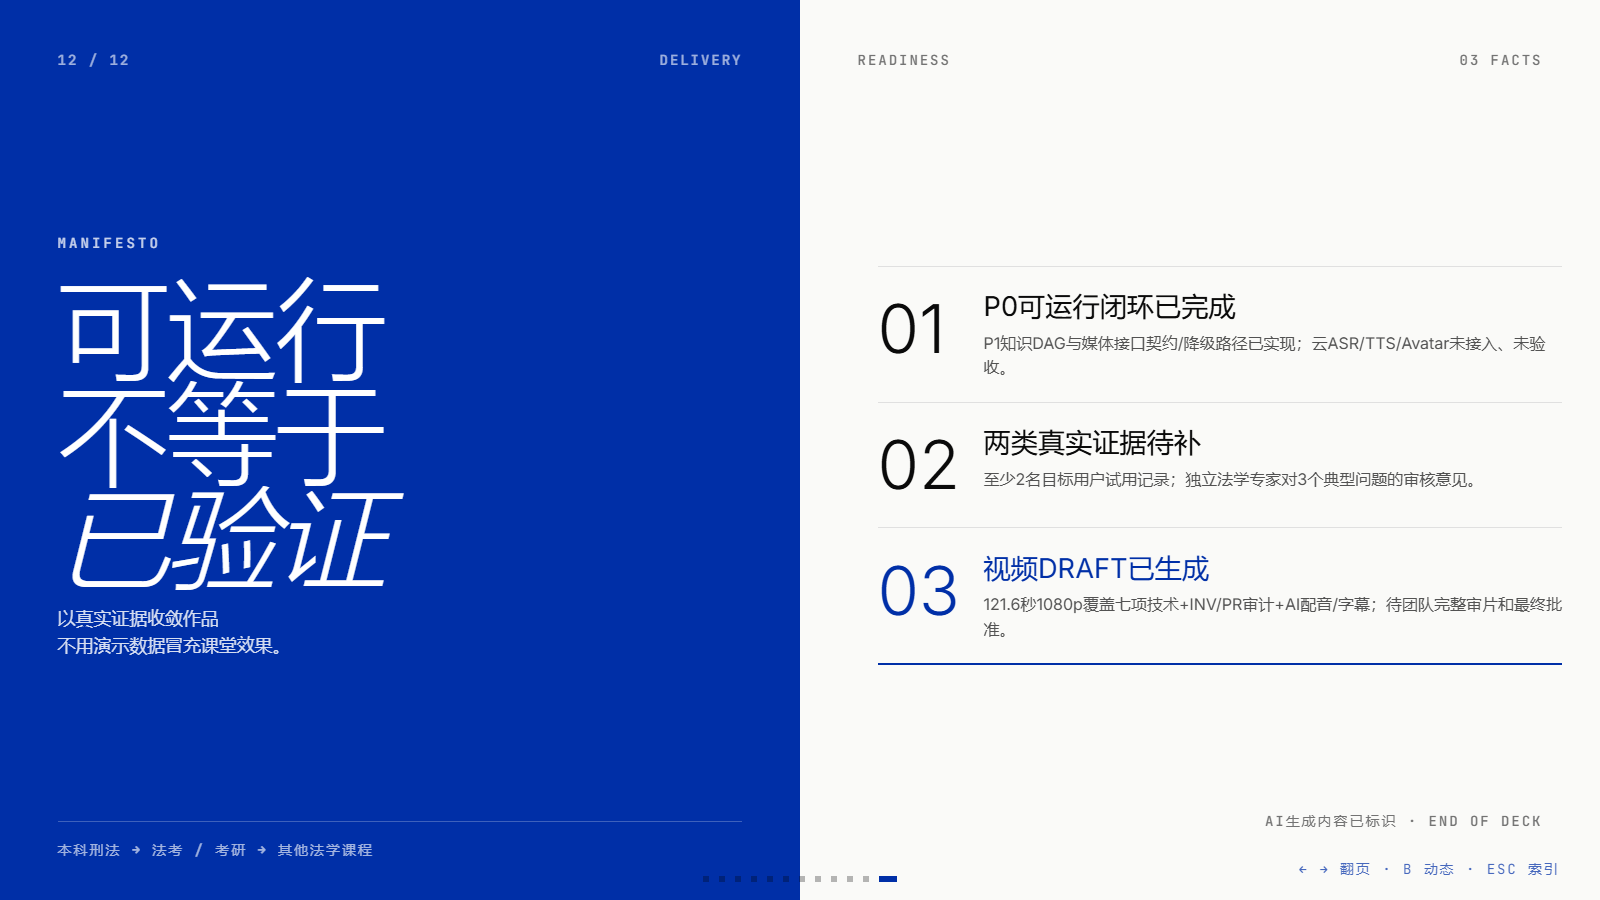 12 / 12
DELIVERY
MANIFESTO
可运行
不等于
已验证
以真实证据收敛作品
不用演示数据冒充课堂效果。
本科刑法 → 法考 / 考研 → 其他法学课程
READINESS
03 FACTS
01
P0可运行闭环已完成
P1知识DAG与媒体接口契约/降级路径已实现；云ASR/TTS/Avatar未接入、未验
收。
02
两类真实证据待补
至少2名目标用户试用记录；独立法学专家对3个典型问题的审核意见。
03
视频DRAFT已生成
121.6秒1080p覆盖七项技术+INV/PR审计+AI配音/字幕；待团队完整审片和最终批
准。
AI生成内容已标识 · END OF DECK
← → 翻页 · B 动态 · ESC 索引